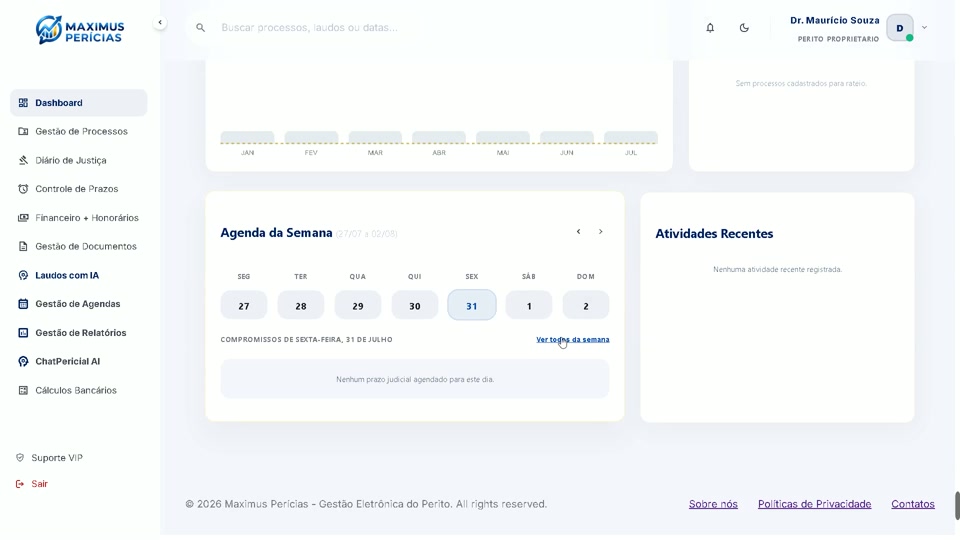 MAXIMUS
PERÍCIAS
Buscar processos, laudos ou datas...
Dr. Maurício Souza
PERITO PROPRIETARIO
D
Dashboard
Gestão de Processos
Diário de Justiça
Controle de Prazos
Financeiro + Honorários
Gestão de Documentos
Laudos com IA
Gestão de Agendas
Gestão de Relatórios
ChatPericial AI
Cálculos Bancários
Suporte VIP
Sair
JAN FEV MAR ABR MAI JUN JUL
Sem processos cadastrados para rateio.
Agenda da Semana (27/07 a 02/08)
SEG TER QUA QUI SEX SÁB DOM
27 28 29 30 31 1 2
COMPROMISSOS DE SEXTA-FEIRA, 31 DE JULHO
Ver todos da semana
Nenhum prazo judicial agendado para este dia.
Atividades Recentes
Nenhuma atividade recente registrada.
© 2026 Maximus Perícias - Gestão Eletrônica do Perito. All rights reserved.
Sobre nós Políticas de Privacidade Contatos